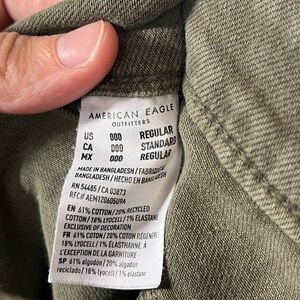 AMERICAN EAGLE
OUTFITTERS
US 000 REGULAR
CA 000 STANDARD
MX 000 REGULAR
MADE IN BANGLADESH / FABRIQUÉ
BANGLADESH / HECHO EN BANGLADESH
RN 54485 / CA 03873
RFC# AEM120605U9A
EN 61% COTTON/20% RECYCLED
COTTON/ 18% LYOCELL/ 1% ELASTANE
EXCLUSIVE OF DECORATION
FR 61% COTON/ 20% COTON RÉGÉNÉRÉ
18% LYOCELL/ 1% ELASTHANNE. A
L'EXCEPTION DE LA GARNITURE
SP 61% algodón/ 20% algodón
reciclado/ 18% lyocell/ 1% elastano